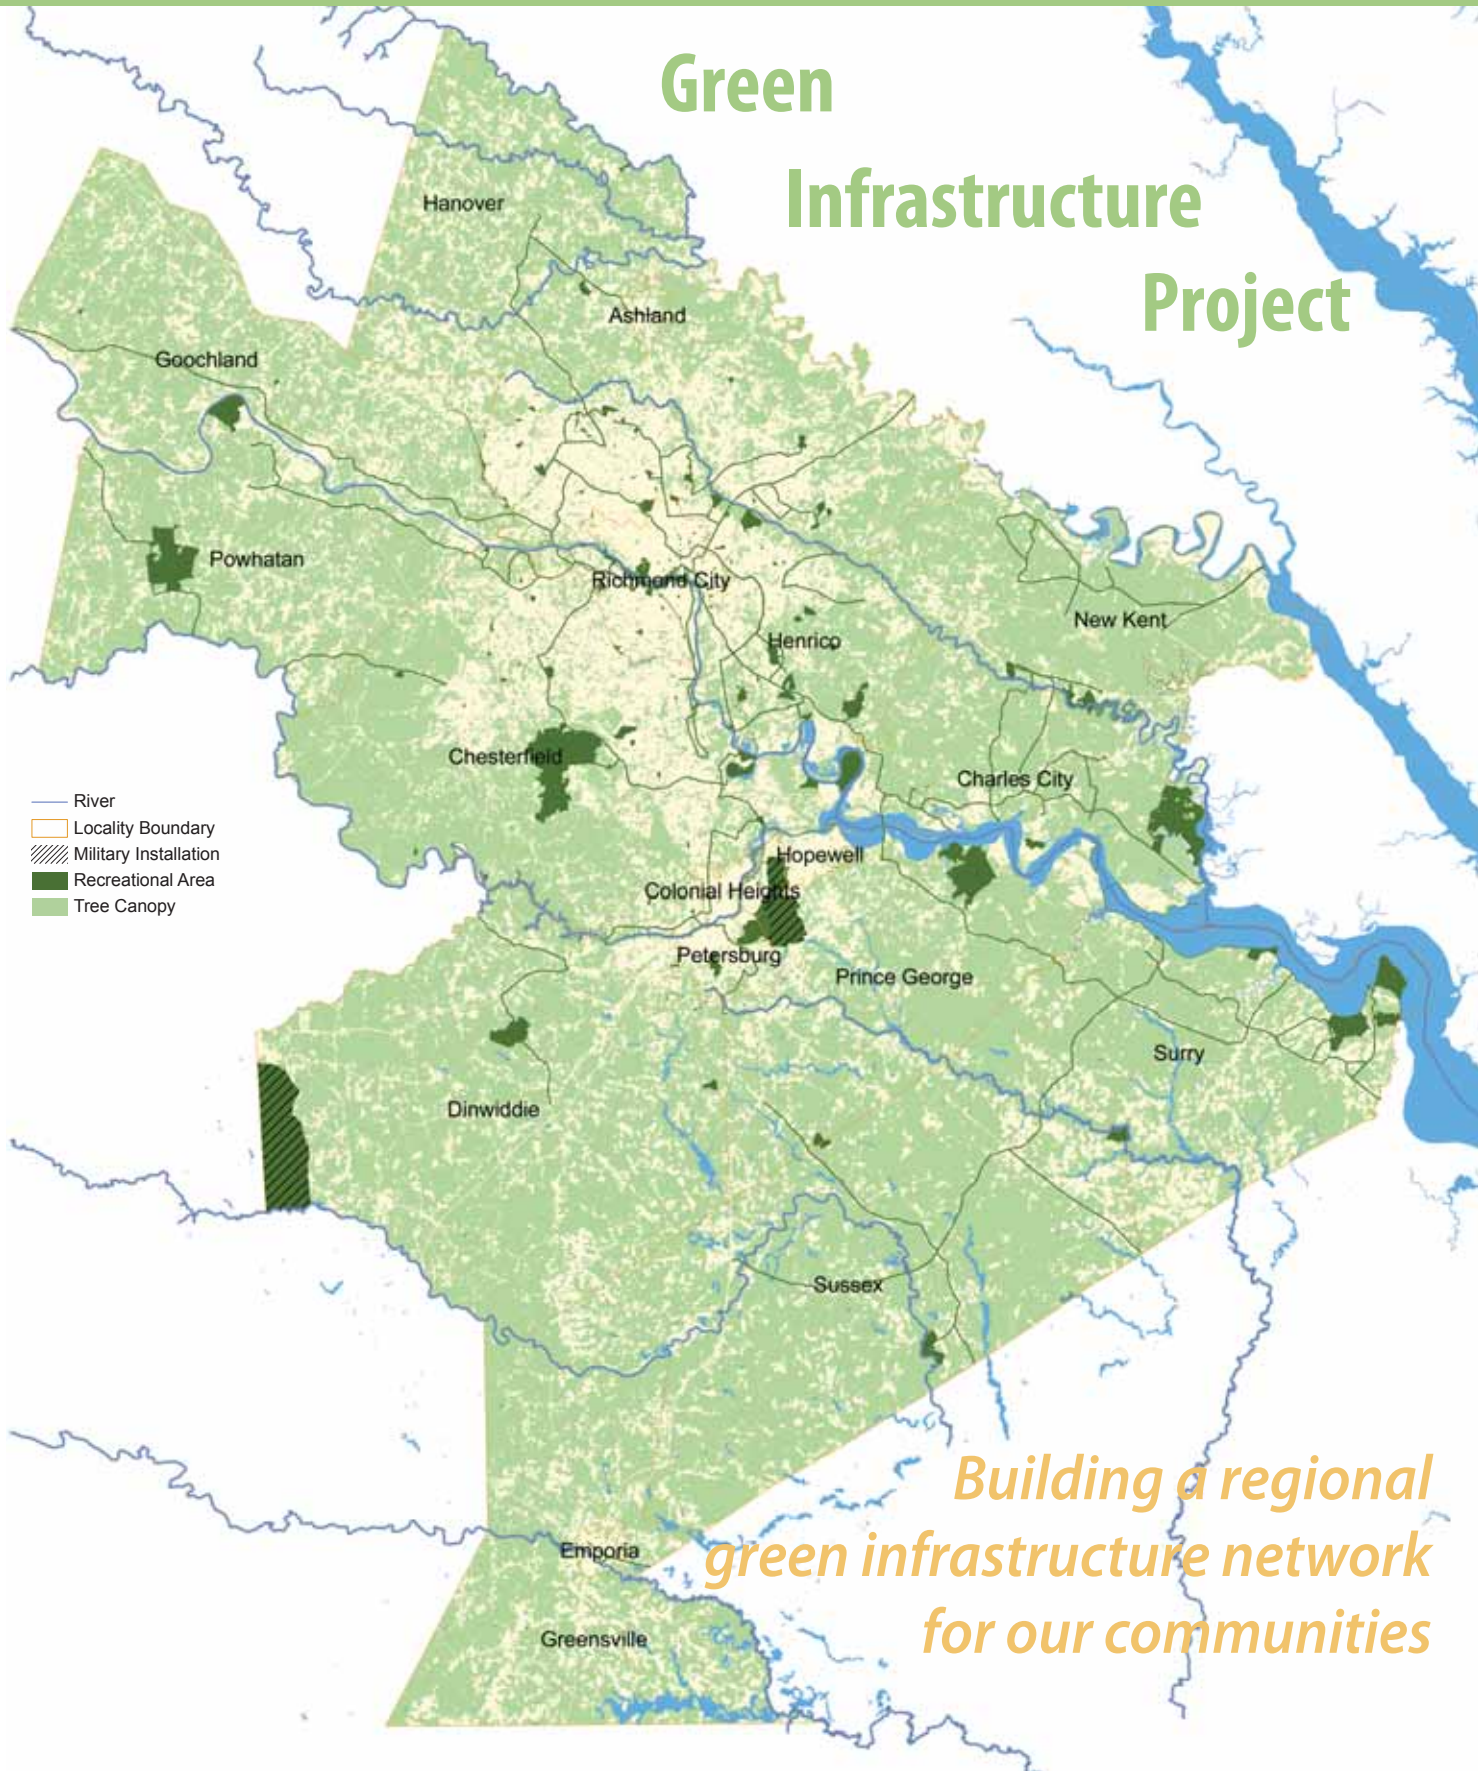 Green
Infrastructure
Project
Hanover
Ashland
Goochland
Powhatan
Richmond City
New Kent
Henrico
Chesterfield
Charles City
River
Locality Boundary
Military Installation
Recreational Area
Tree Canopy
Hopewell
Colonial Heights
Petersburg
Prince George
Surry
Dinwiddie
Sussex
Building a regional
green infrastructure network
for our communities
Emporia
Greensville